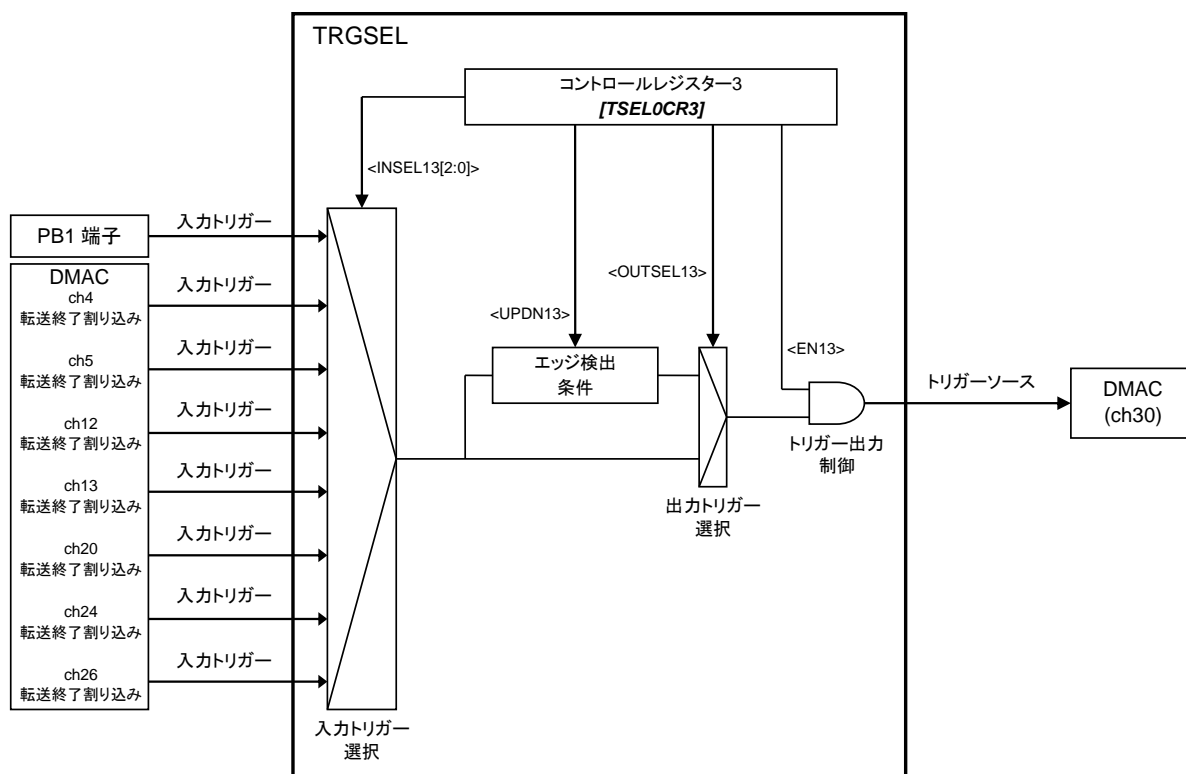 TRGSEL
コントロールレジスター3
[TSEL0CR3]
<INSEL13[2:0]>
<OUTSEL13>
<UPDN13>
<EN13>
PB1 端子
入力トリガー
DMAC
ch4
転送終了割り込み
入力トリガー
ch5
転送終了割り込み
入力トリガー
ch12
転送終了割り込み
入力トリガー
ch13
転送終了割り込み
入力トリガー
ch20
転送終了割り込み
入力トリガー
ch24
転送終了割り込み
入力トリガー
ch26
転送終了割り込み
入力トリガー
入力トリガー
選択
エッジ検出
条件
出力トリガー
選択
トリガー出力
制御
トリガーソース
DMAC
(ch30)